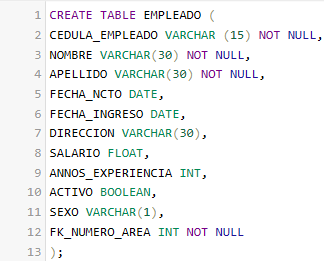 1 CREATE TABLE EMPLEADO (
2 CEDULA_EMPLEADO VARCHAR (15) NOT NULL,
3 NOMBRE VARCHAR(30) NOT NULL,
4 APELLIDO VARCHAR(30) NOT NULL,
5 FECHA_NCTO DATE,
6 FECHA_INGRESO DATE,
7 DIRECCION VARCHAR(30),
8 SALARIO FLOAT,
9 ANNOS_EXPERIENCIA INT,
10 ACTIVO BOOLEAN,
11 SEXO VARCHAR(1),
12 FK_NUMERO_AREA INT NOT NULL
13 );